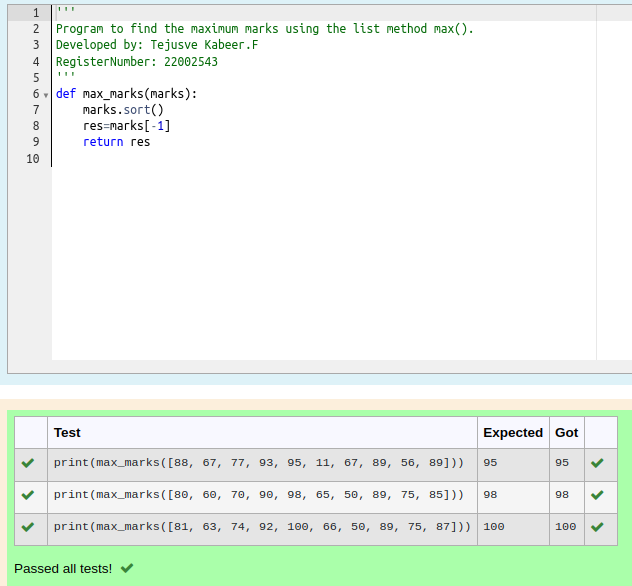 1 '''
2 Program to find the maximum marks using the list method max().
3 Developed by: Tejusve Kabeer.F
4 RegisterNumber: 22002543
5 '''
6 def max_marks(marks):
7     marks.sort()
8     res=marks[-1]
9     return res
10
Test Expected Got
print(max_marks([88, 67, 77, 93, 95, 11, 67, 89, 56, 89])) 95 95
print(max_marks([80, 60, 70, 90, 98, 65, 50, 89, 75, 85])) 98 98
print(max_marks([81, 63, 74, 92, 100, 66, 50, 89, 75, 87])) 100 100
Passed all tests!